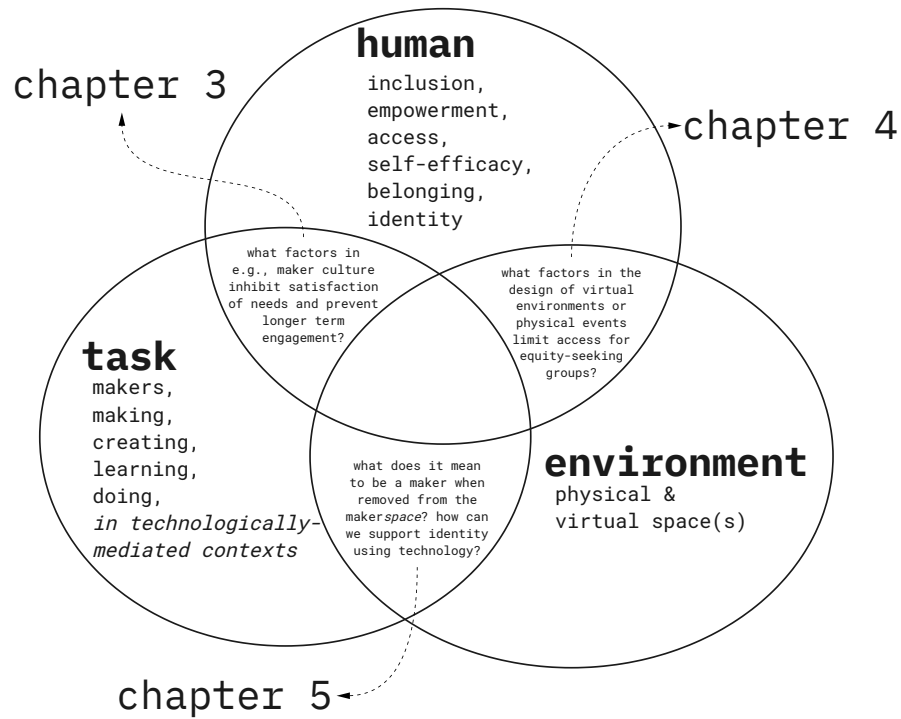 human
inclusion,
empowerment,
access,
self-efficacy,
belonging,
identity
chapter 3
chapter 4
what factors in
e.g., maker culture
inhibit satisfaction
of needs and prevent
longer term
engagement?
what factors in the
design of virtual
environments or
physical events
limit access for
equity-seeking
groups?
task
makers,
making,
creating,
learning,
doing,
in technologically-
mediated contexts
environment
physical &
virtual space(s)
what does it mean
to be a maker when
removed from the
makerspace? how can
we support identity
using technology?
chapter 5